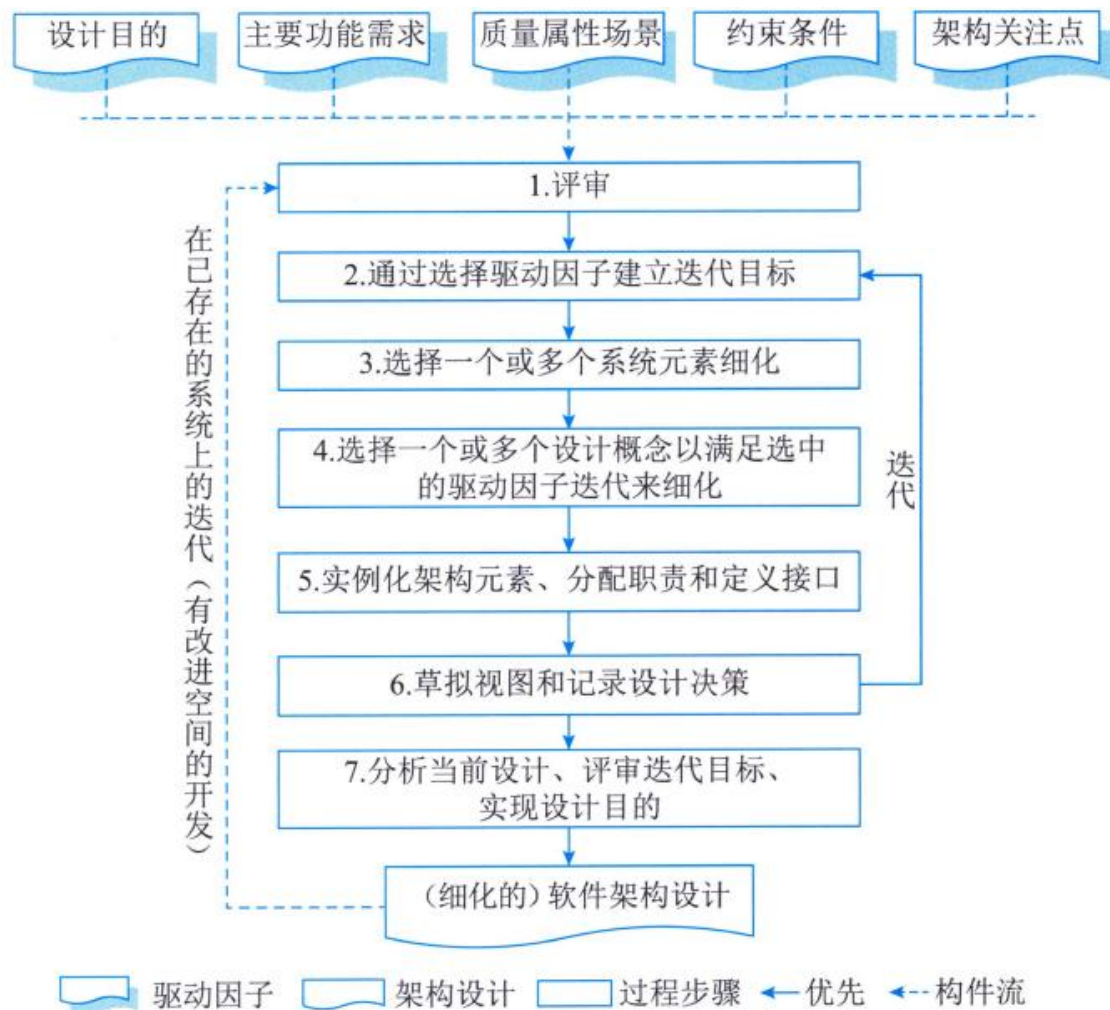 设计目的
主要功能需求
质量属性场景
约束条件
架构关注点
1.评审
2.通过选择驱动因子建立迭代目标
3.选择一个或多个系统元素细化
4.选择一个或多个设计概念以满足选中
的驱动因子迭代来细化
5.实例化架构元素、分配职责和定义接口
6.草拟视图和记录设计决策
7.分析当前设计、评审迭代目标、
实现设计目的
（细化的）软件架构设计
在已存在的系统上的迭代（有改进空间的开发）
迭代
驱动因子
架构设计
过程步骤
优先
构件流